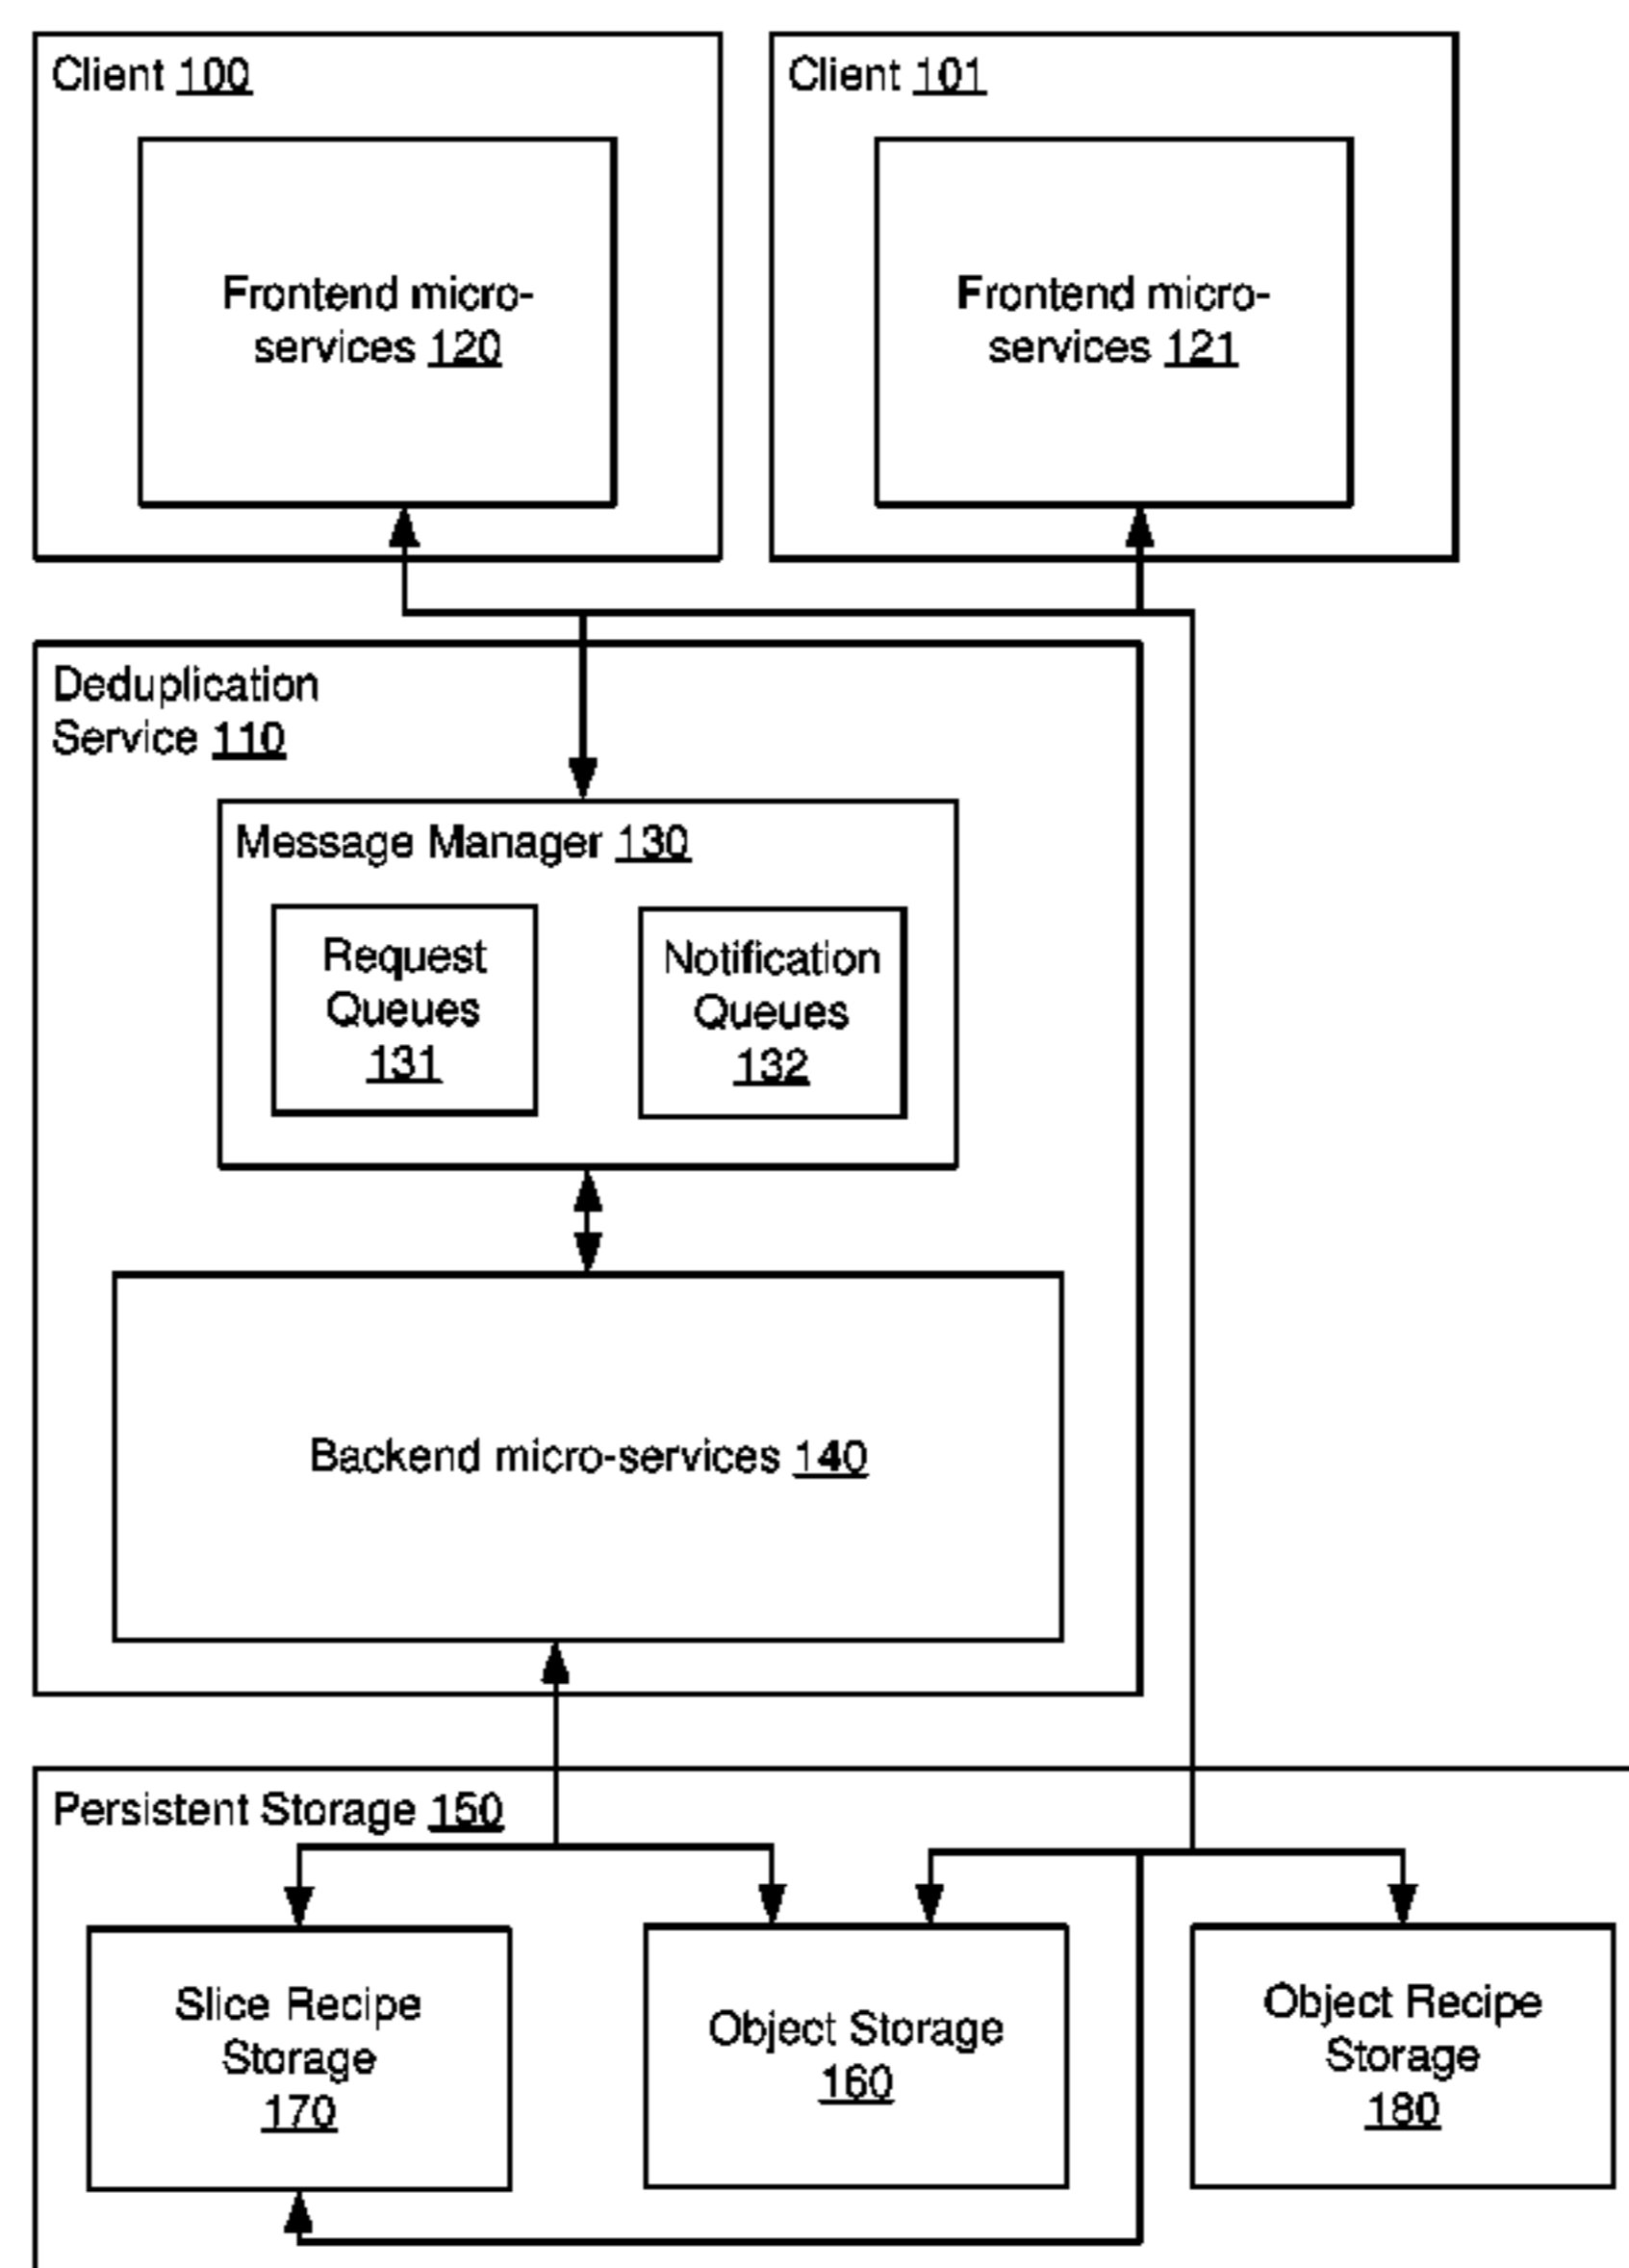 Client 100
Frontend micro-
services 120
Client 101
Frontend micro-
services 121
Deduplication
Service 110
Message Manager 130
Request
Queues
131
Notification
Queues
132
Backend micro-services 140
Persistent Storage 150
Slice Recipe
Storage
170
Object Storage
160
Object Recipe
Storage
180